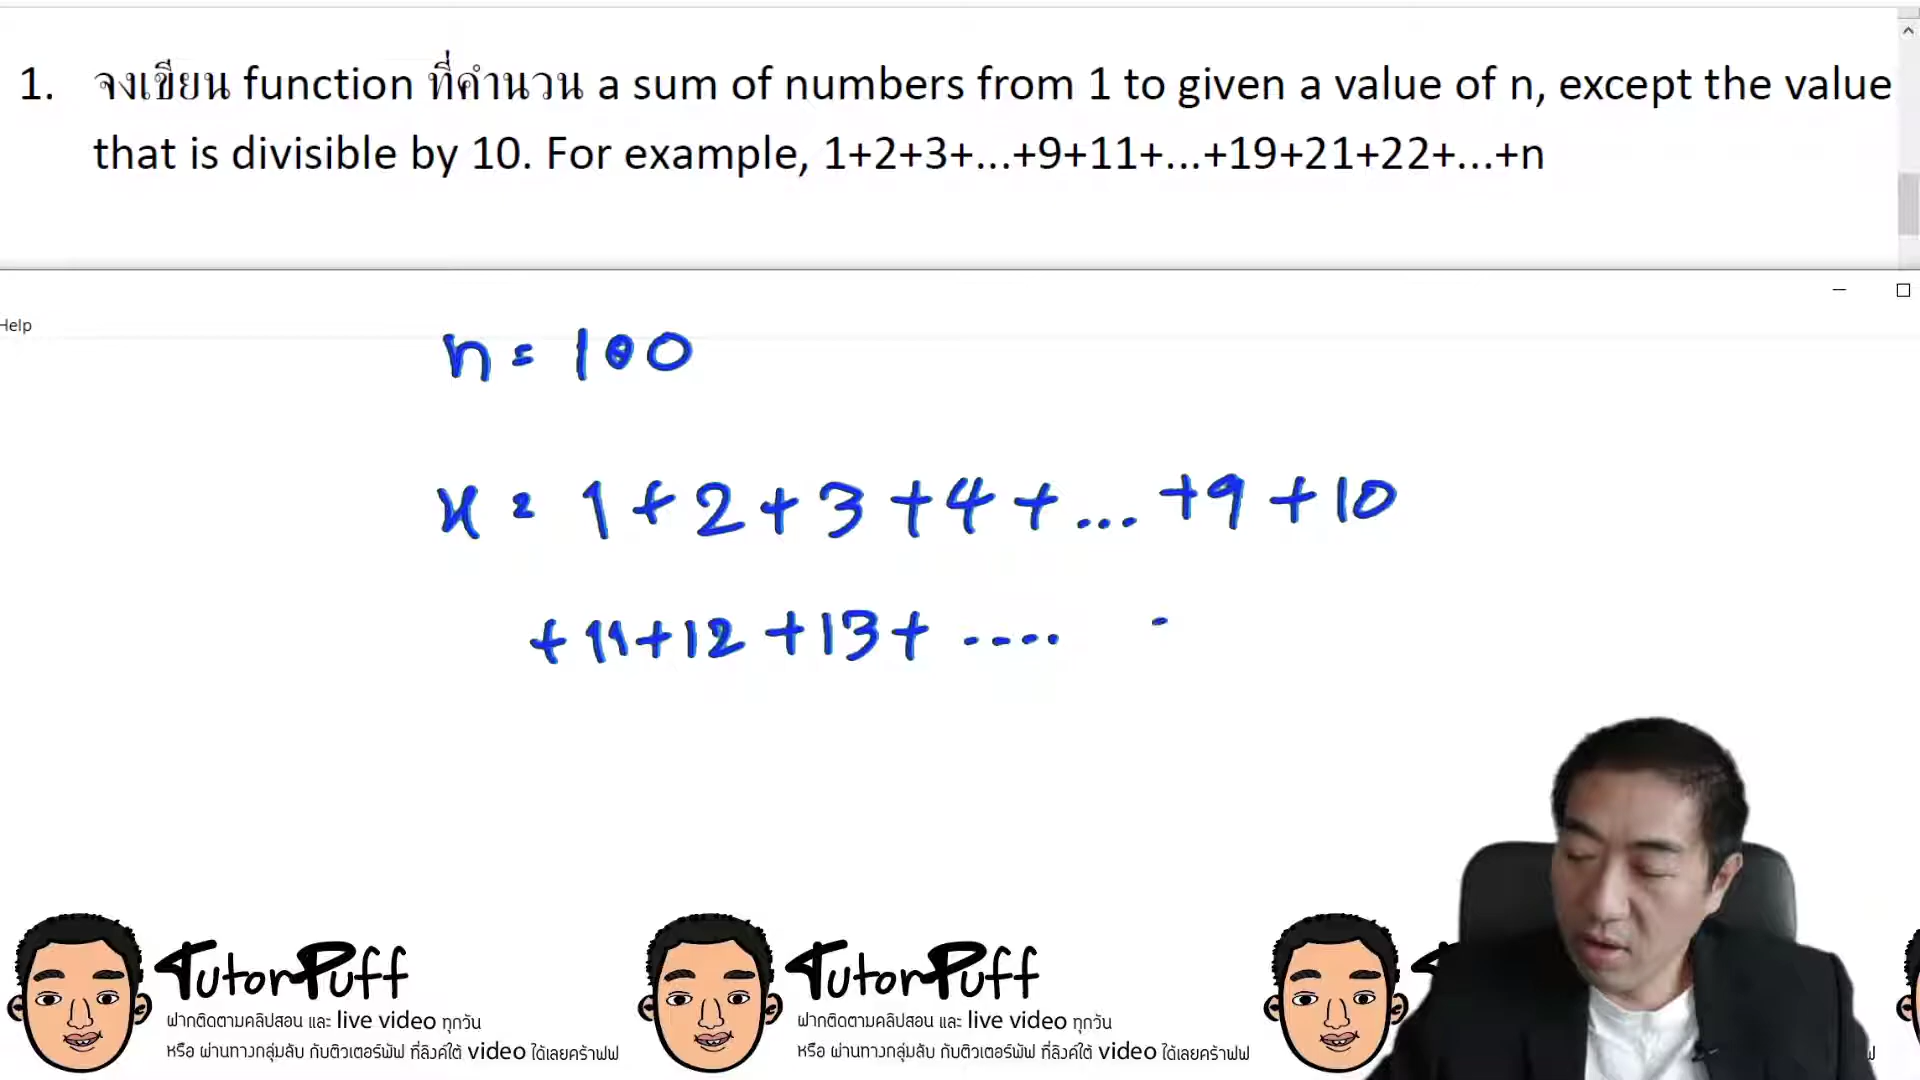 1. จงเขียน function ที่คำนวน a sum of numbers from 1 to given a value of n, except the value
that is divisible by 10. For example, 1+2+3+...+9+11+...+19+21+22+...+n
Help
n = 100
x = 1 + 2 + 3 + 4 + ... + 9 + 10
+ 11 + 12 + 13 + ....
TutorPuff
ฝากติดตามคลิปสอน และ live video ทุกวัน
หรือ ผ่านทางกลุ่มลับ กับติวเตอร์พัฟ ที่ลิงค์ใต้ video ได้เลยคร้าฟฟ
TutorPuff
ฝากติดตามคลิปสอน และ live video ทุกวัน
หรือ ผ่านทางกลุ่มลับ กับติวเตอร์พัฟ ที่ลิงค์ใต้ video ได้เลยคร้าฟฟ